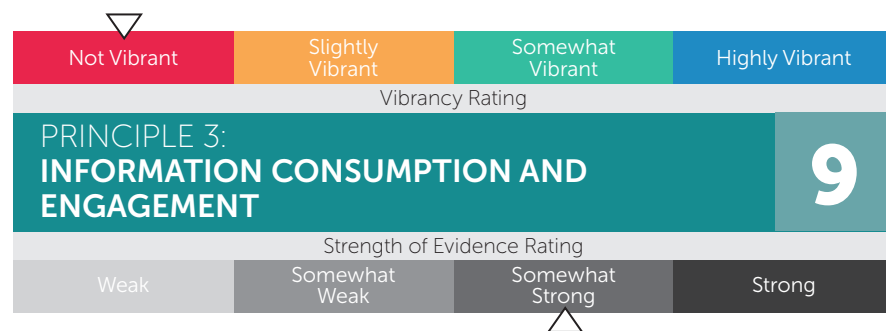 Not Vibrant
Slightly
Vibrant
Somewhat
Vibrant
Highly Vibrant
Vibrancy Rating
PRINCIPLE 3:
INFORMATION CONSUMPTION AND
ENGAGEMENT
9
Strength of Evidence Rating
Weak
Somewhat
Weak
Somewhat
Strong
Strong